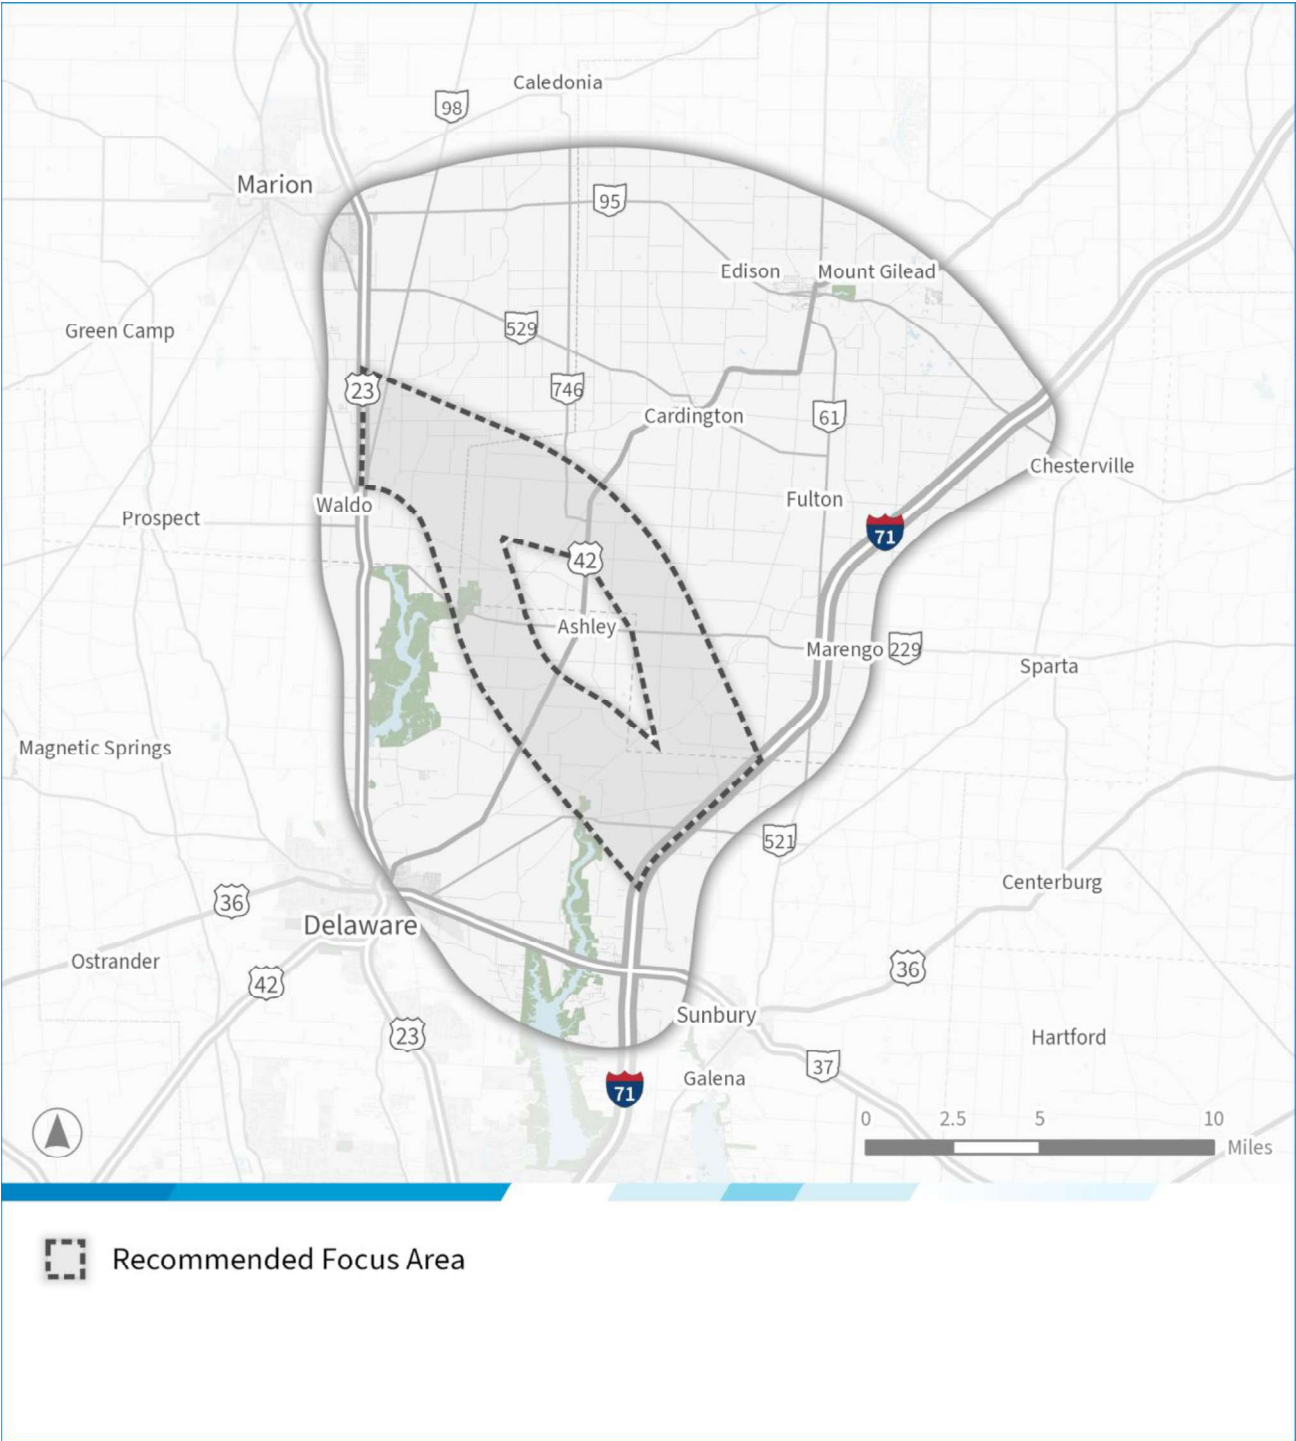 Caledonia
98
Marion
95
Edison
Mount Gilead
Green Camp
529
23
746
Cardington
61
Chesterville
Fulton
Waldo
Prospect
71
42
Ashley
Marengo
229
Sparta
Magnetic Springs
521
Centerburg
36
Delaware
Ostrander
42
36
Sunbury
23
Hartford
37
Galena
71
0 2.5 5 10
Miles
Recommended Focus Area